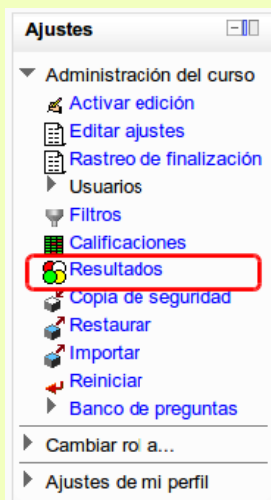 Ajustes
Administración del curso
Activar edición
Editar ajustes
Rastreo de finalización
Usuarios
Filtros
Calificaciones
Resultados
Copia de seguridad
Restaurar
Importar
Reiniciar
Banco de preguntas
Cambiar rol a...
Ajustes de mi perfil